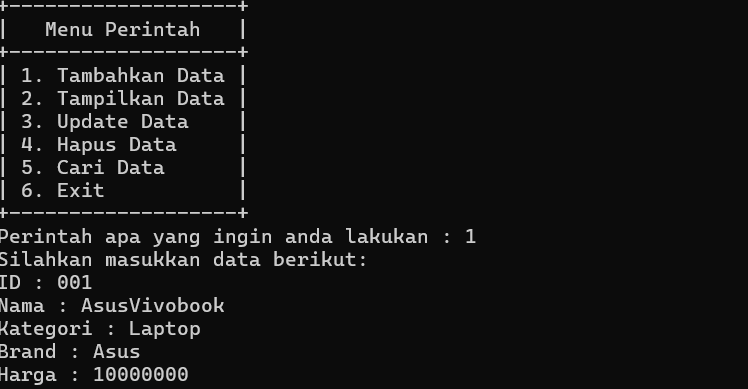 +-------------------+
|   Menu Perintah   |
+-------------------+
| 1. Tambahkan Data |
| 2. Tampilkan Data |
| 3. Update Data    |
| 4. Hapus Data     |
| 5. Cari Data      |
| 6. Exit           |
+-------------------+
Perintah apa yang ingin anda lakukan : 1
Silahkan masukkan data berikut:
ID : 001
Nama : AsusVivobook
Kategori : Laptop
Brand : Asus
Harga : 10000000